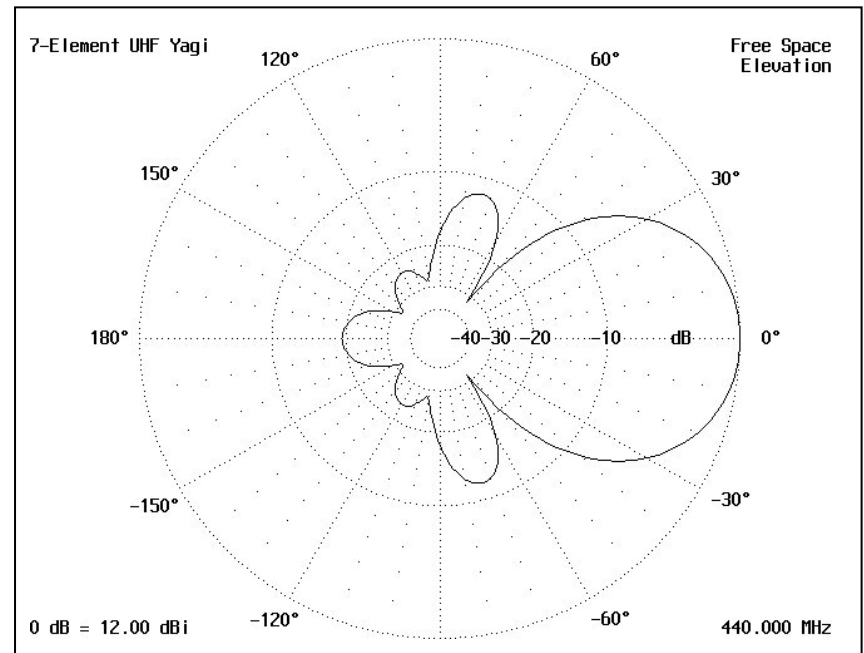 7-Element UHF Yagi
Free Space
Elevation
120°
60°
150°
30°
180°
-40 -30 -20 -10 dB 0°
-150°
-30°
-120°
-60°
0 dB = 12.00 dBi
440.000 MHz